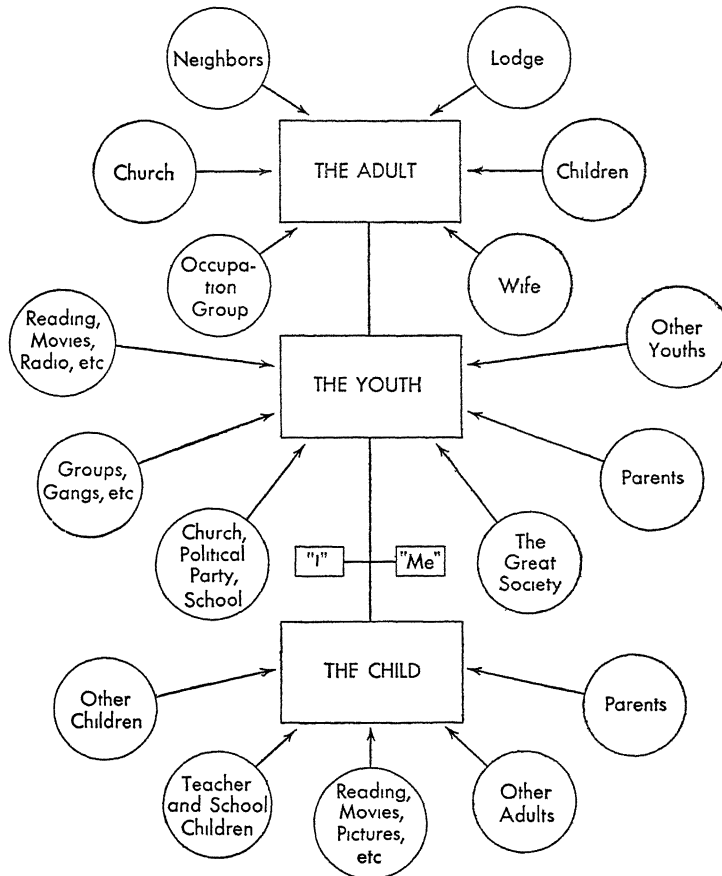 Neighbors
Lodge
Church
THE ADULT
Children
Occupa-
tion
Group
Wife
Reading,
Movies,
Radio, etc
Other
Youths
THE YOUTH
Groups,
Gangs, etc
Parents
Church,
Political
Party,
School
"I"
"Me"
The
Great
Society
Other
Children
THE CHILD
Parents
Teacher
and School
Children
Reading,
Movies,
Pictures,
etc
Other
Adults